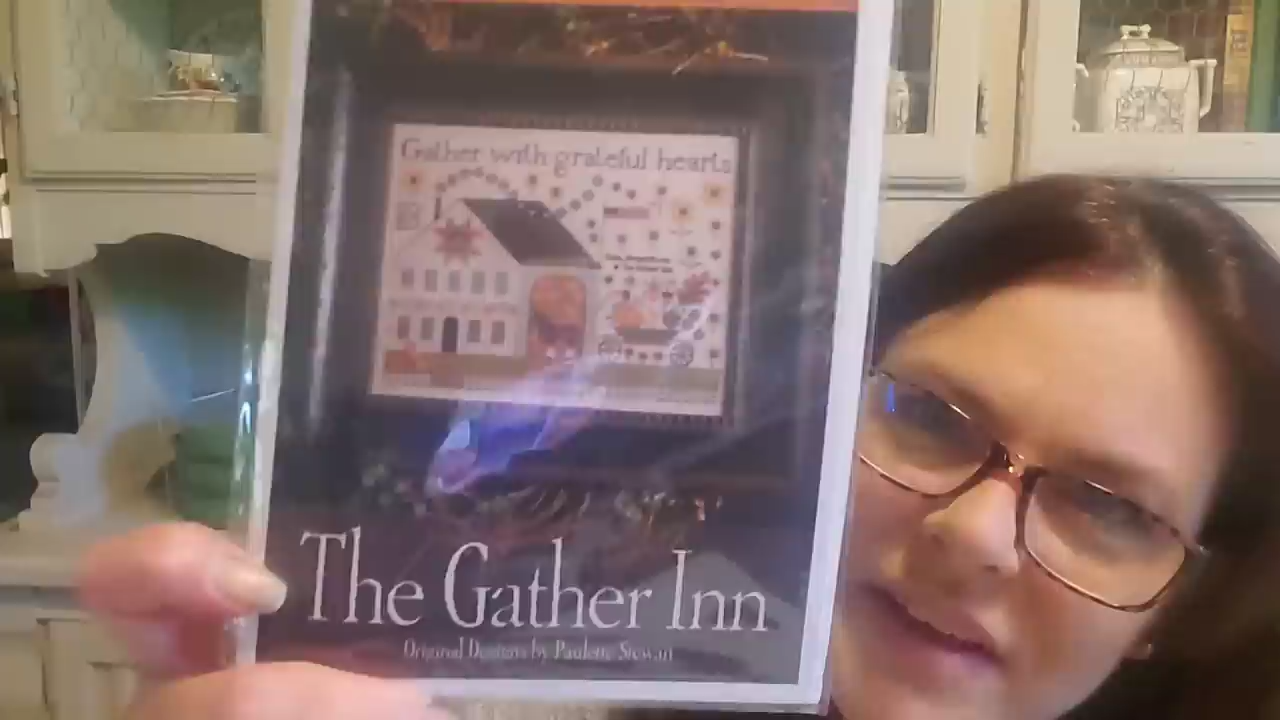 Gather with grateful hearts
The Gather Inn
Original Designs by Paulette Stewart